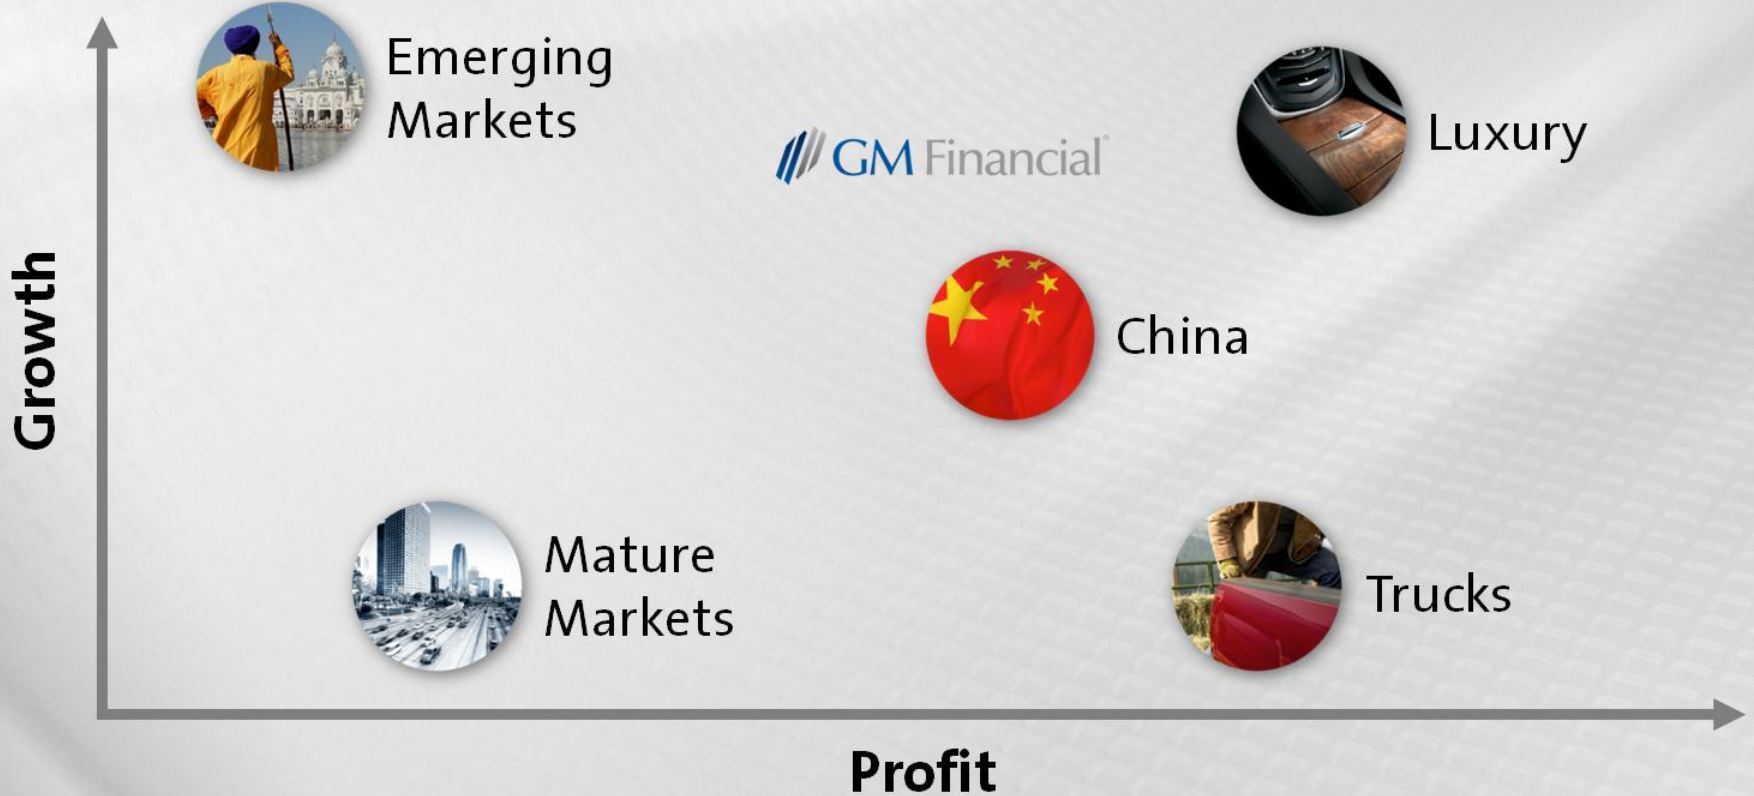 Emerging
Markets
GM Financial®
Luxury
China
Growth
Mature
Markets
Trucks
Profit